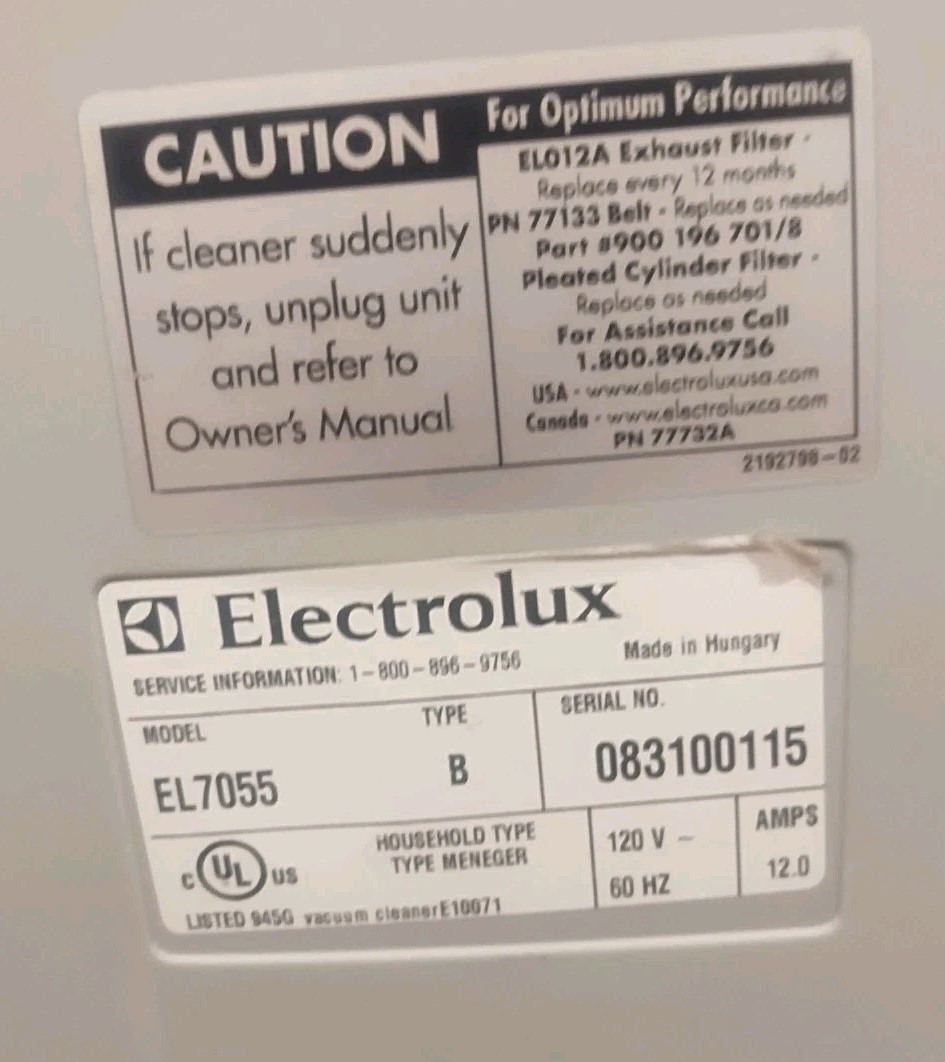 CAUTION
If cleaner suddenly
stops, unplug unit
and refer to
Owner's Manual
For Optimum Performance
EL012A Exhaust Filter -
Replace every 12 months
PN 77133 Belt - Replace as needed
Part #900 196 701/8
Pleated Cylinder Filter -
Replace as needed
For Assistance Call
1.800.896.9756
USA - www.electroluxusa.com
Canada - www.electroluxca.com
PN 77732A
2192798-02
Electrolux
Made in Hungary
SERVICE INFORMATION: 1-800-896-9756
MODEL
EL7055
TYPE
B
SERIAL NO.
083100115
C UL US
HOUSEHOLD TYPE
TYPE MENEGER
120 V ~
60 HZ
AMPS
12.0
LISTED 945G vacuum cleanerE10071